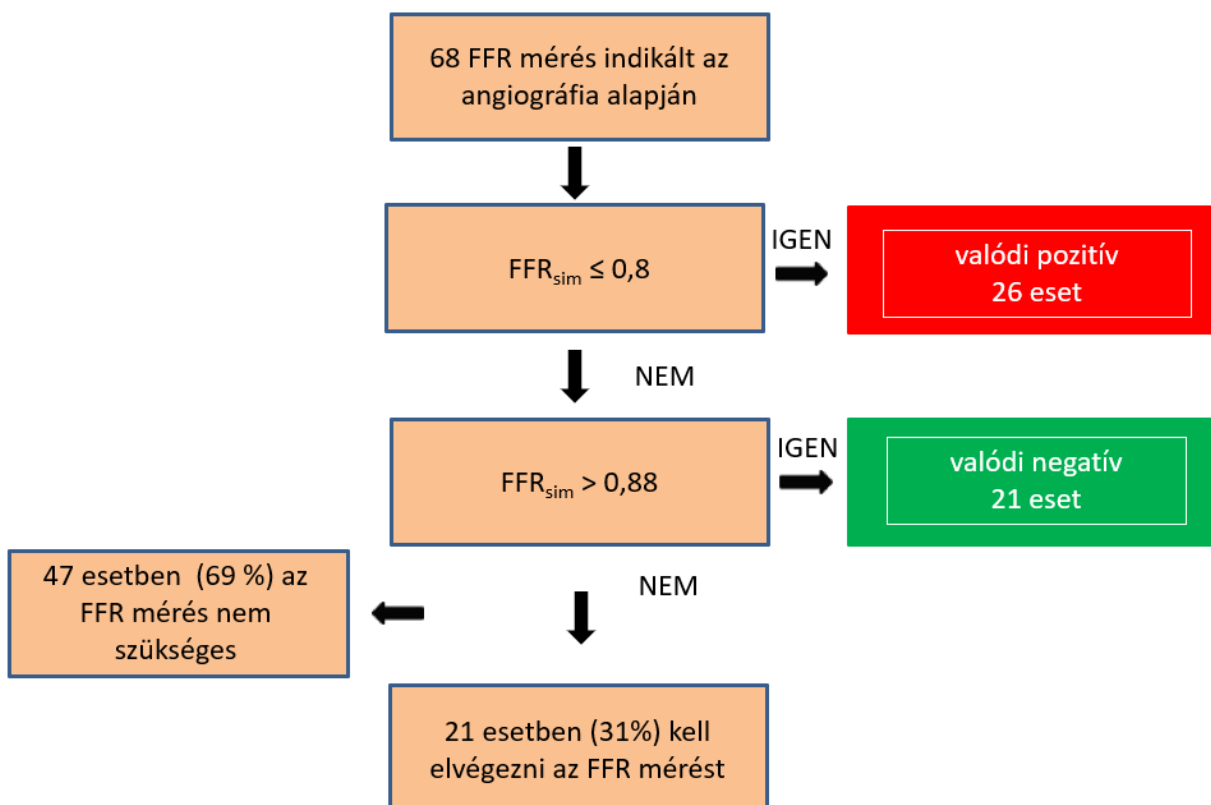 68 FFR mérés indikált az
angiográfia alapján
FFRsim ≤ 0,8
IGEN
valódi pozitív
26 eset
NEM
FFRsim > 0,88
IGEN
valódi negatív
21 eset
NEM
47 esetben (69 %) az
FFR mérés nem
szükséges
21 esetben (31%) kell
elvégezni az FFR mérést